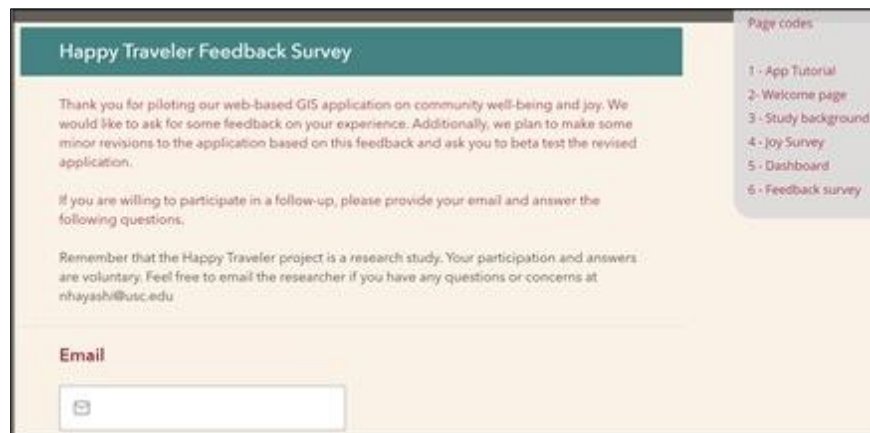 Happy Traveler Feedback Survey
Thank you for piloting our web-based GIS application on community well-being and joy. We
would like to ask for some feedback on your experience. Additionally, we plan to make some
minor revisions to the application based on this feedback and ask you to beta test the revised
application.
If you are willing to participate in a follow-up, please provide your email and answer the
following questions.
Remember that the Happy Traveler project is a research study. Your participation and answers
are voluntary. Feel free to email the researcher if you have any questions or concerns at
nhayashi@usc.edu
Email
Page codes
1 - App Tutorial
2- Welcome page
3 - Study background
4 - Joy Survey
5 - Dashboard
6 - Feedback survey